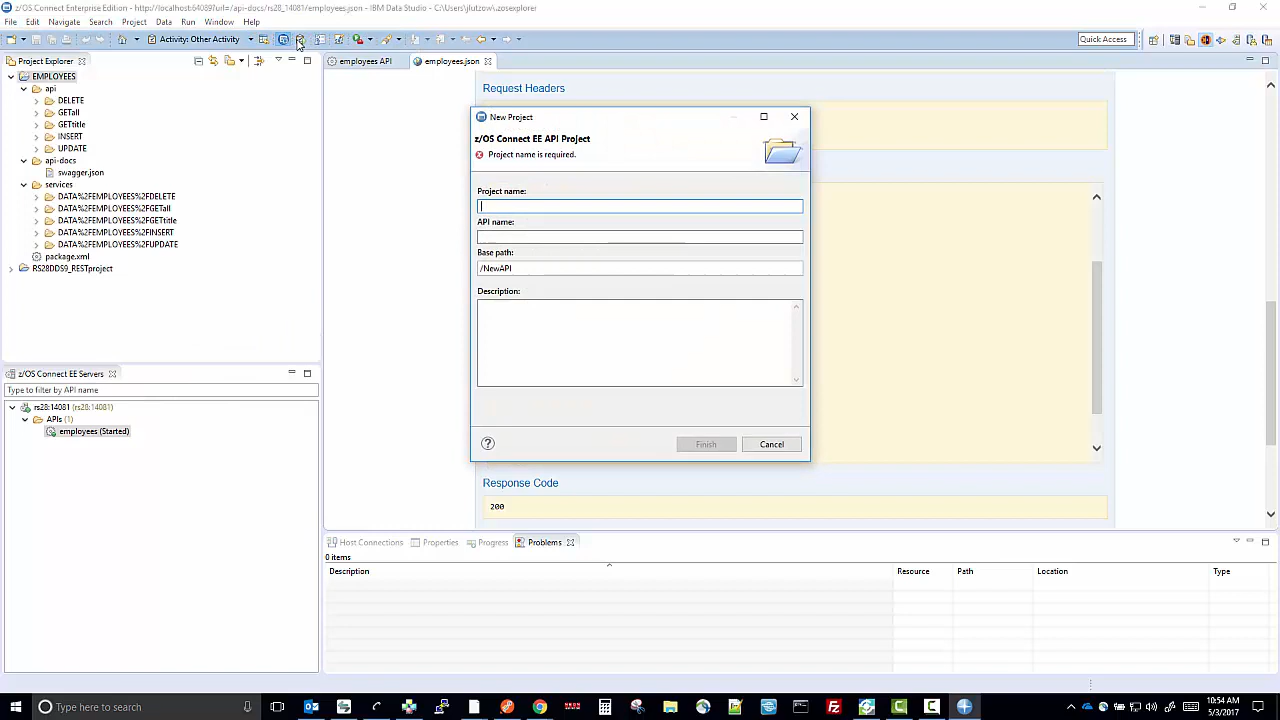 z/OS Connect Enterprise Edition - http://localhost:64089?url=/api-docs/rs28_14081/employees.json - IBM Data Studio - C:\Users\jlutzow\.zosexplorer
File Edit Navigate Search Project Data Run Window Help
Activity: Other Activity
Quick Access
Project Explorer
EMPLOYEES
api
DELETE
GETall
GETtitle
INSERT
UPDATE
api-docs
swagger.json
services
DATA%2FEMPLOYEES%2FDELETE
DATA%2FEMPLOYEES%2FGETall
DATA%2FEMPLOYEES%2FGETtitle
DATA%2FEMPLOYEES%2FINSERT
DATA%2FEMPLOYEES%2FUPDATE
package.xml
RS28DDS9_RESTproject
z/OS Connect EE Servers
Type to filter by API name
rs28:14081 (rs28:14081)
APIs (1)
employees (Started)
employees API
employees.json
Request Headers
New Project
z/OS Connect EE API Project
Project name is required.
Project name:
API name:
Base path:
/NewAPI
Description:
Finish
Cancel
Response Code
200
Host Connections
Properties
Progress
Problems
0 items
Description Resource Path Location Type
Type here to search
10:54 AM
5/3/2017